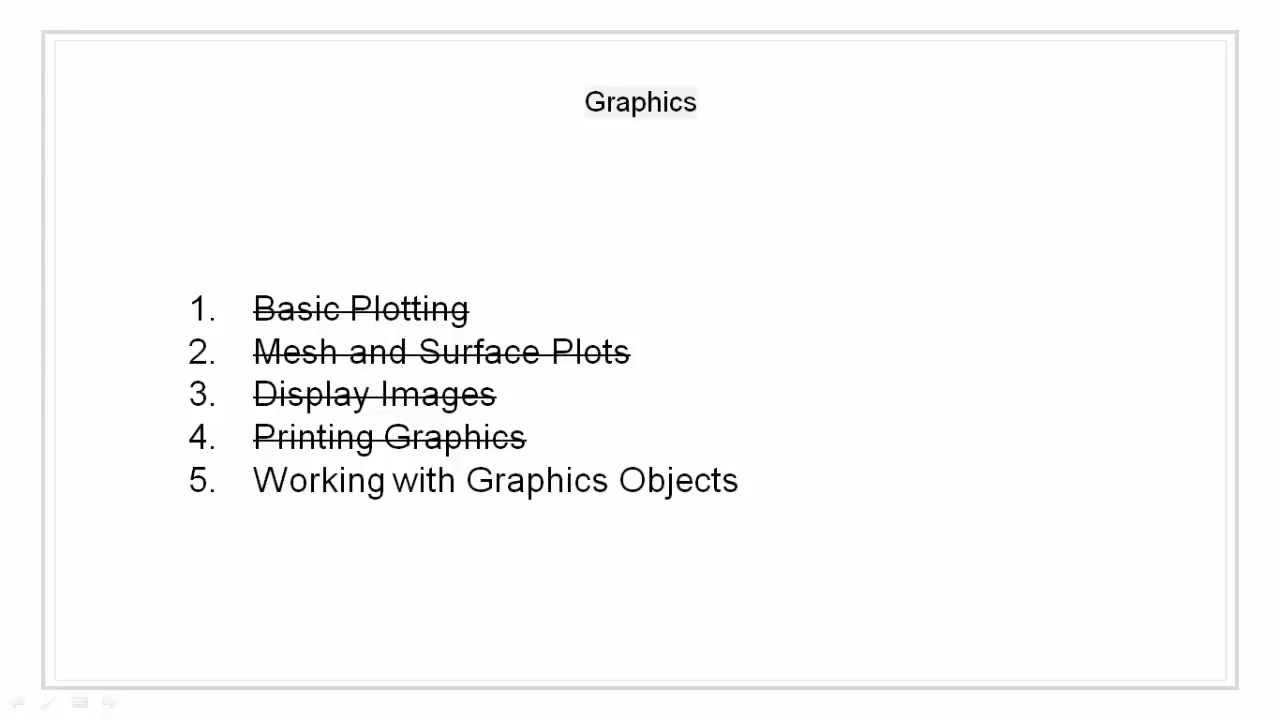 Graphics
1. Basic Plotting
2. Mesh and Surface Plots
3. Display Images
4. Printing Graphics
5. Working with Graphics Objects